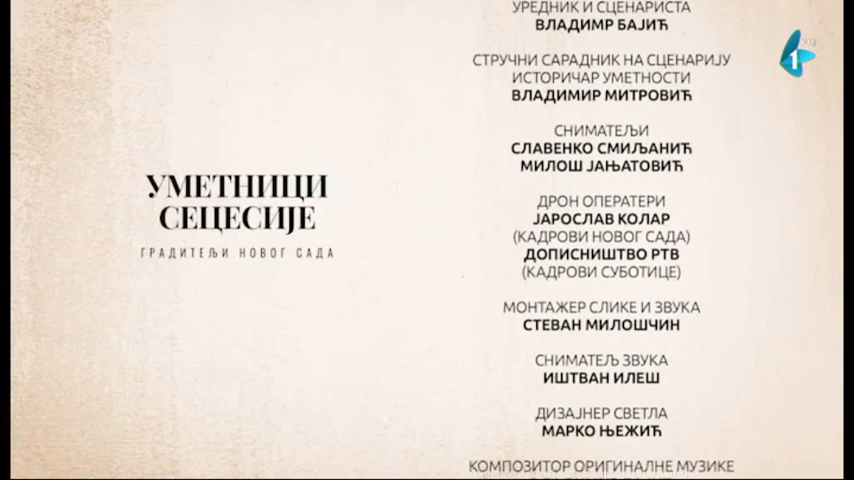 УМЕТНИЦИ
СЕЦЕСИЈЕ
ГРАДИТЕЉИ НОВОГ САДА
УРЕДНИК И СЦЕНАРИСТА
ВЛАДИМР БАЈИЋ
СТРУЧНИ САРАДНИК НА СЦЕНАРИЈУ
ИСТОРИЧАР УМЕТНОСТИ
ВЛАДИМИР МИТРОВИЋ
СНИМАТЕЉИ
СЛАВЕНКО СМИЉАНИЋ
МИЛОШ ЈАЊАТОВИЋ
ДРОН ОПЕРАТЕРИ
ЈАРОСЛАВ КОЛАР
(КАДРОВИ НОВОГ САДА)
ДОПИСНИШТВО РТВ
(КАДРОВИ СУБОТИЦЕ)
МОНТАЖЕР СЛИКЕ И ЗВУКА
СТЕВАН МИЛОШЧИН
СНИМАТЕЉ ЗВУКА
ИШТВАН ИЛЕШ
ДИЗАЈНЕР СВЕТЛА
МАРКО ЊЕЖИЋ
КОМПОЗИТОР ОРИГИНАЛНЕ МУЗИКЕ
1